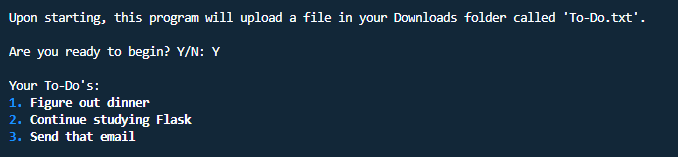 Upon starting, this program will upload a file in your Downloads folder called 'To-Do.txt'.
Are you ready to begin? Y/N: Y
Your To-Do's:
1. Figure out dinner
2. Continue studying Flask
3. Send that email